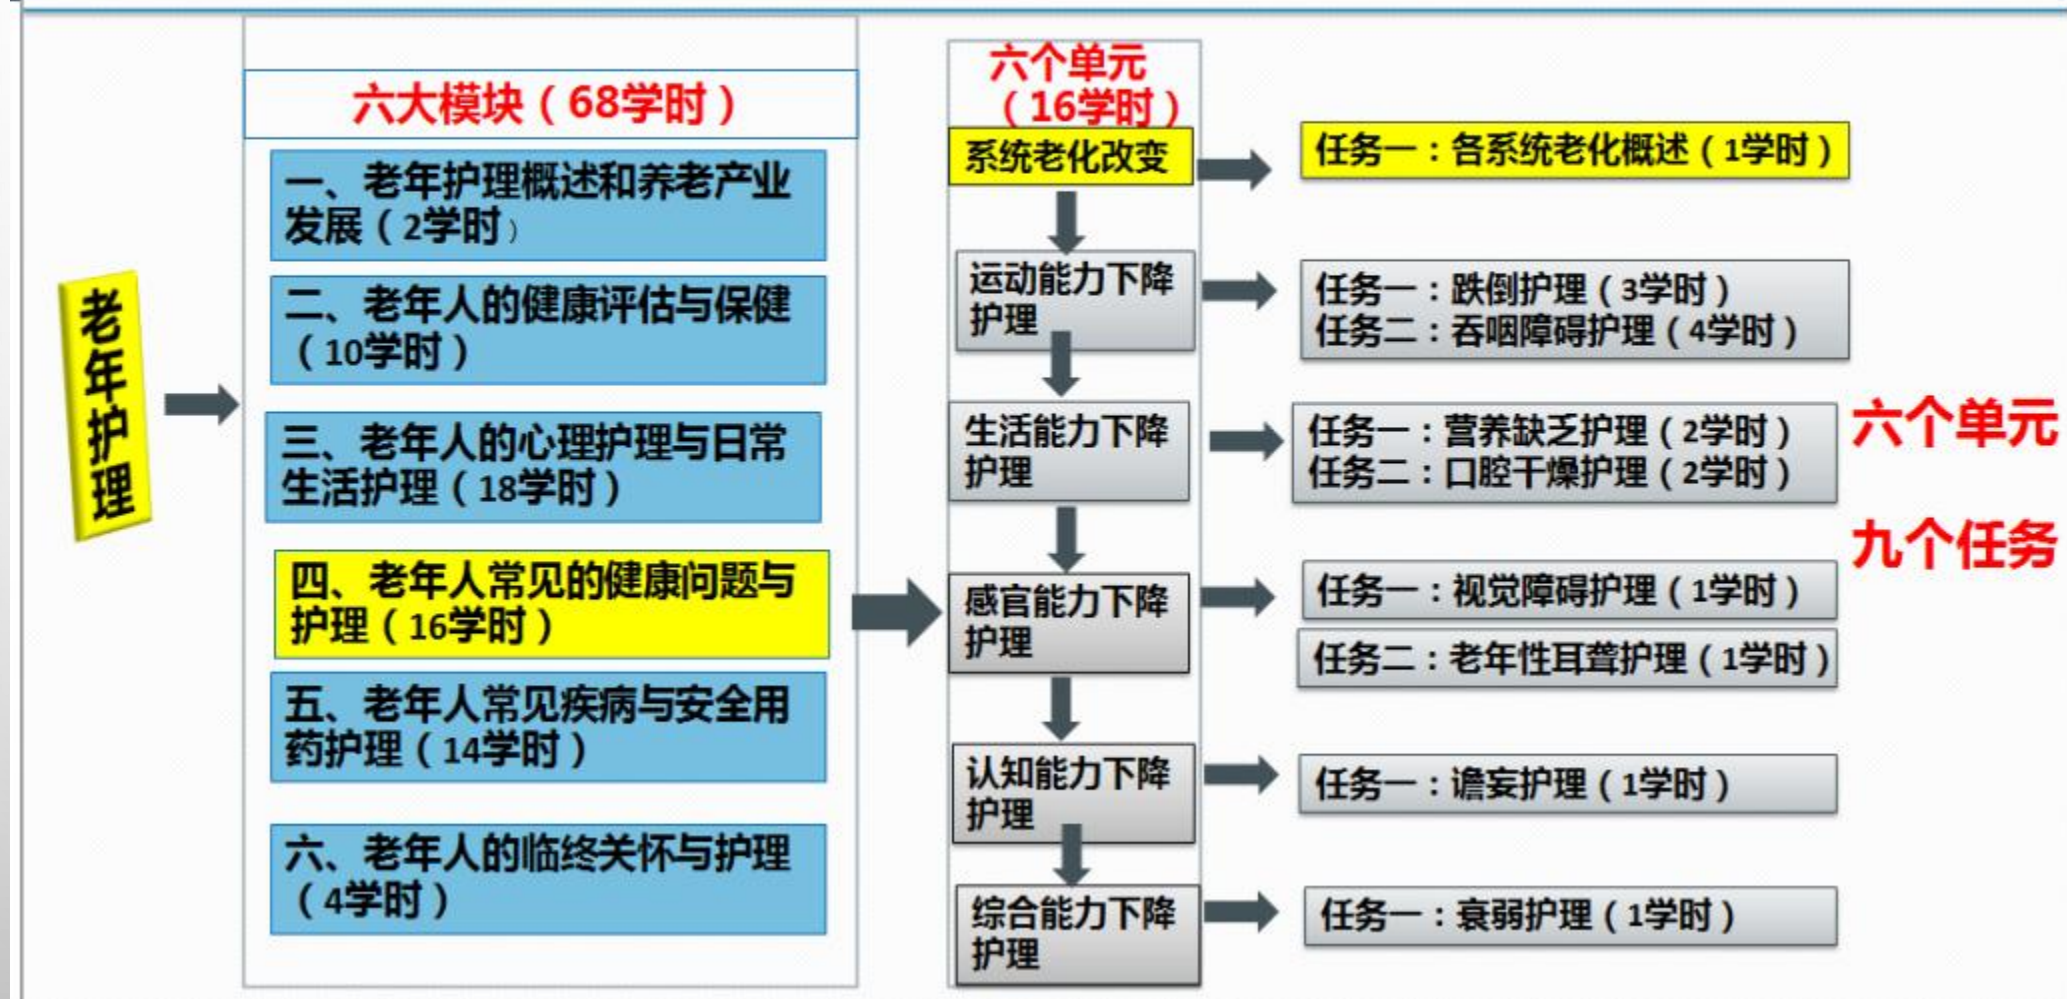 老年护理
六大模块（68学时）
一、老年护理概述和养老产业
发展（2学时）
二、老年人的健康评估与保健
（10学时）
三、老年人的心理护理与日常
生活护理（18学时）
四、老年人常见的健康问题与
护理（16学时）
五、老年人常见疾病与安全用
药护理（14学时）
六、老年人的临终关怀与护理
（4学时）
六个单元
（16学时）
系统老化改变
运动能力下降
护理
生活能力下降
护理
感官能力下降
护理
认知能力下降
护理
综合能力下降
护理
任务一：各系统老化概述（1学时）
任务一：跌倒护理（3学时）
任务二：吞咽障碍护理（4学时）
任务一：营养缺乏护理（2学时）
任务二：口腔干燥护理（2学时）
任务一：视觉障碍护理（1学时）
任务二：老年性耳聋护理（1学时）
任务一：谵妄护理（1学时）
任务一：衰弱护理（1学时）
六个单元
九个任务